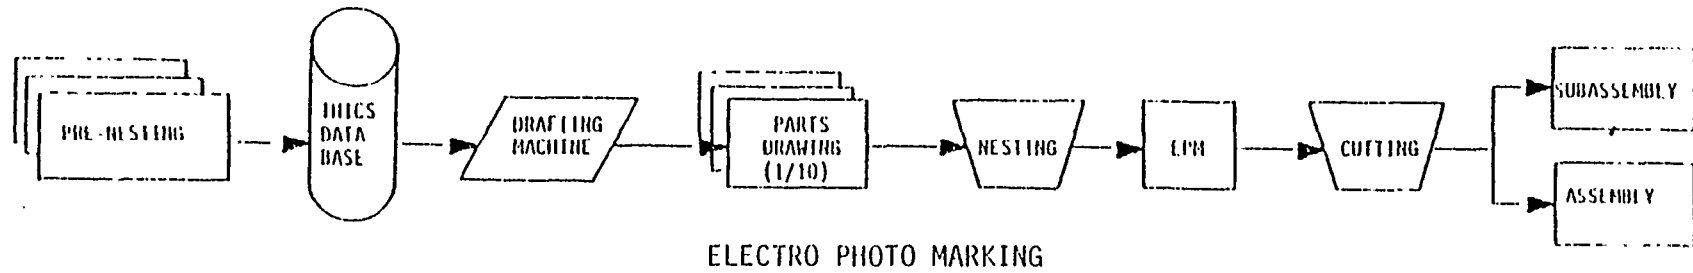 PRE-NESTING
DATA
BASE
DRAFTING
MACHINE
PARTS
DRAWING
(1/10)
NESTING
EPM
CUTTING
SUBASSEMBLY
ASSEMBLY
ELECTRO PHOTO MARKING